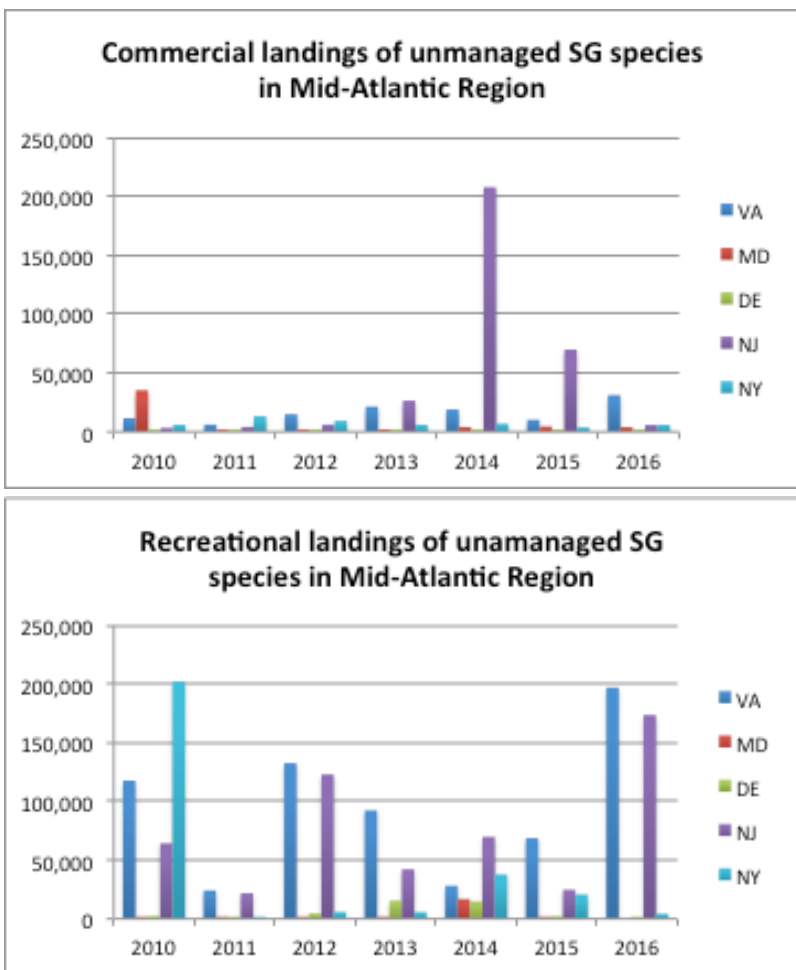 Commercial landings of unmanaged SG species
in Mid-Atlantic Region
250,000
200,000
150,000
100,000
50,000
0
2010 2011 2012 2013 2014 2015 2016
VA
MD
DE
NJ
NY
Recreational landings of unamanaged SG
species in Mid-Atlantic Region
250,000
200,000
150,000
100,000
50,000
0
2010 2011 2012 2013 2014 2015 2016
VA
MD
DE
NJ
NY